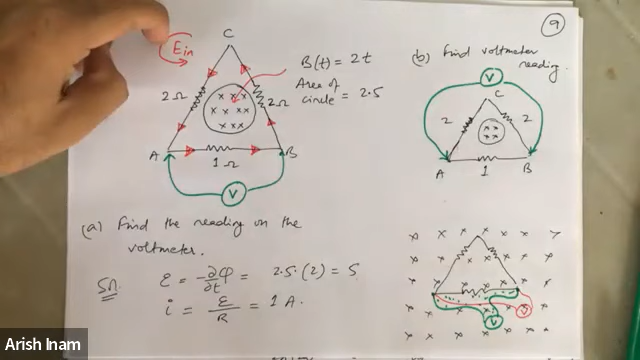 9
Ein
C
B(t) = 2t
Area of
circle = 2.5
2Ω
2Ω
× × ×
× × × ×
× × ×
A
B
1 Ω
V
(a) Find the reading on the
voltmeter.
Soln
ε = -∂φ/∂t = 2.5.(2) = 5
i = ε/R = 1 A.
(b) Find voltmeter
reading.
V
C
2
2
× ×
× ×
A
1
B
V
V
Arish Inam